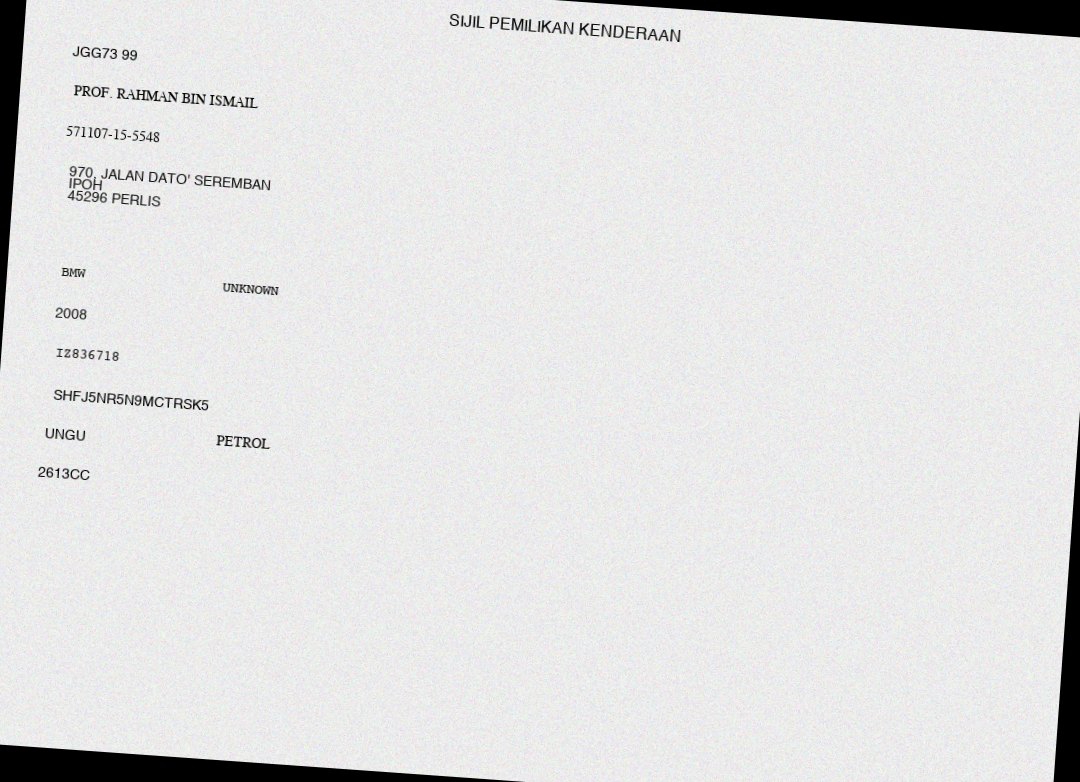 SIJIL PEMILIKAN KENDERAAN
JGG73 99
PROF. RAHMAN BIN ISMAIL
571107-15-5548
970, JALAN DATO' SEREMBAN
IPOH
45296 PERLIS
BMW UNKNOWN
2008
IZ836718
SHFJ5NR5N9MCTRSK5
UNGU PETROL
2613CC